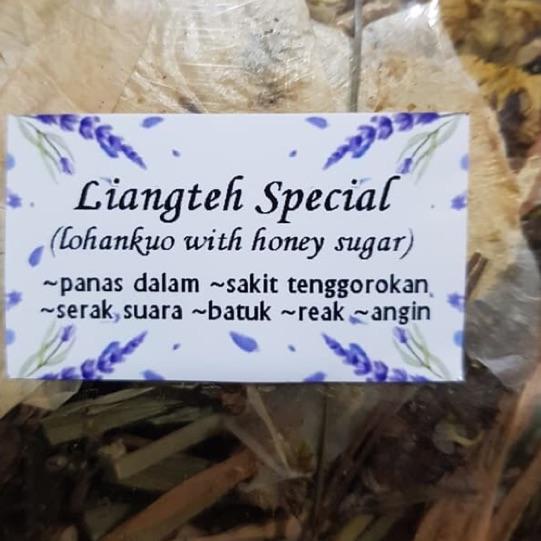 Liangteh Special
(lohankuo with honey sugar)
~panas dalam ~sakit tenggorokan
~serak suara ~batuk ~reak ~angin